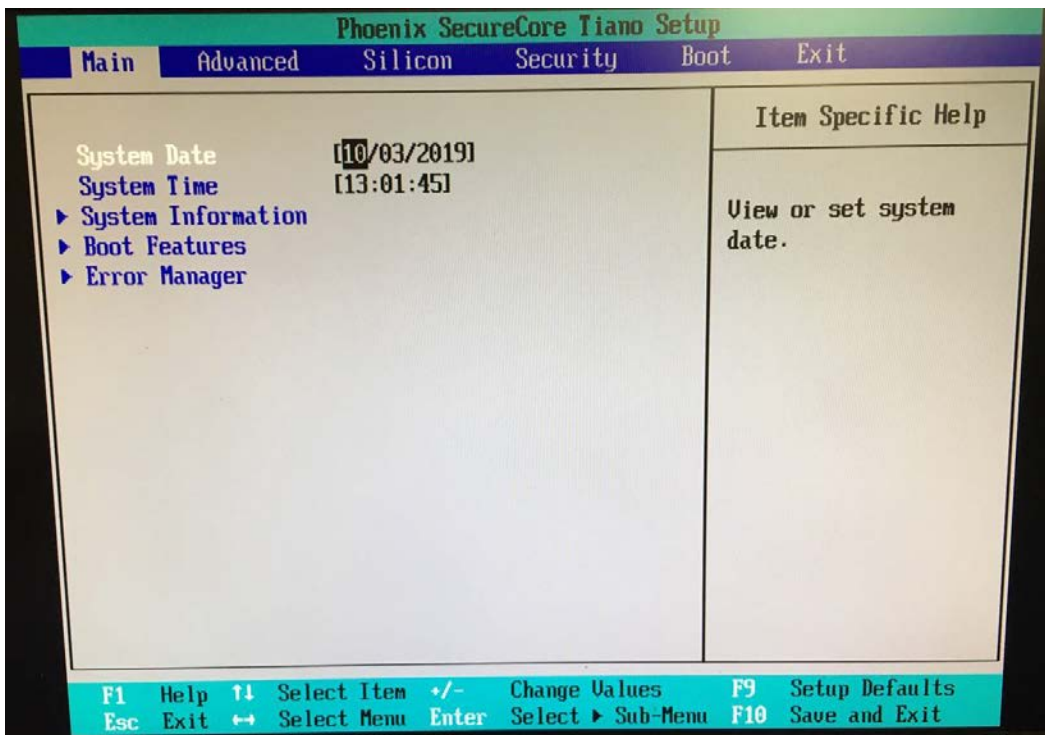 Phoenix SecureCore Tiano Setup
Main Advanced Silicon Security Boot Exit
Item Specific Help
System Date [10/03/2019]
System Time [13:01:45]
▶ System Information
▶ Boot Features
▶ Error Manager
View or set system
date.
F1 Help ↑↓ Select Item +/- Change Values F9 Setup Defaults
Esc Exit ↔ Select Menu Enter Select ▶ Sub-Menu F10 Save and Exit